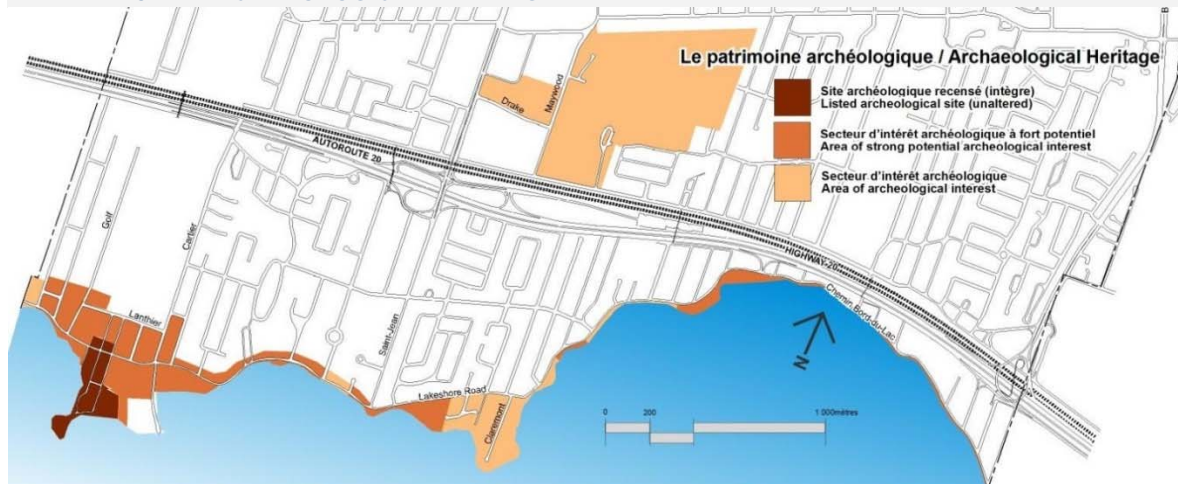 Le patrimoine archéologique / Archaeological Heritage
Site archéologique recensé (intègre)
Listed archeological site (unaltered)
Secteur d'intérêt archéologique à fort potentiel
Area of strong potential archeological interest
Secteur d'intérêt archéologique
Area of archeological interest
Drake
Maywood
AUTOROUTE 20
Golf
Cartier
HIGHWAY 20
Lanthier
Saint-Jean
Chemin Bord-du-Lac
Lakeshore Road
Claremont
N
0 200 1 000mètres